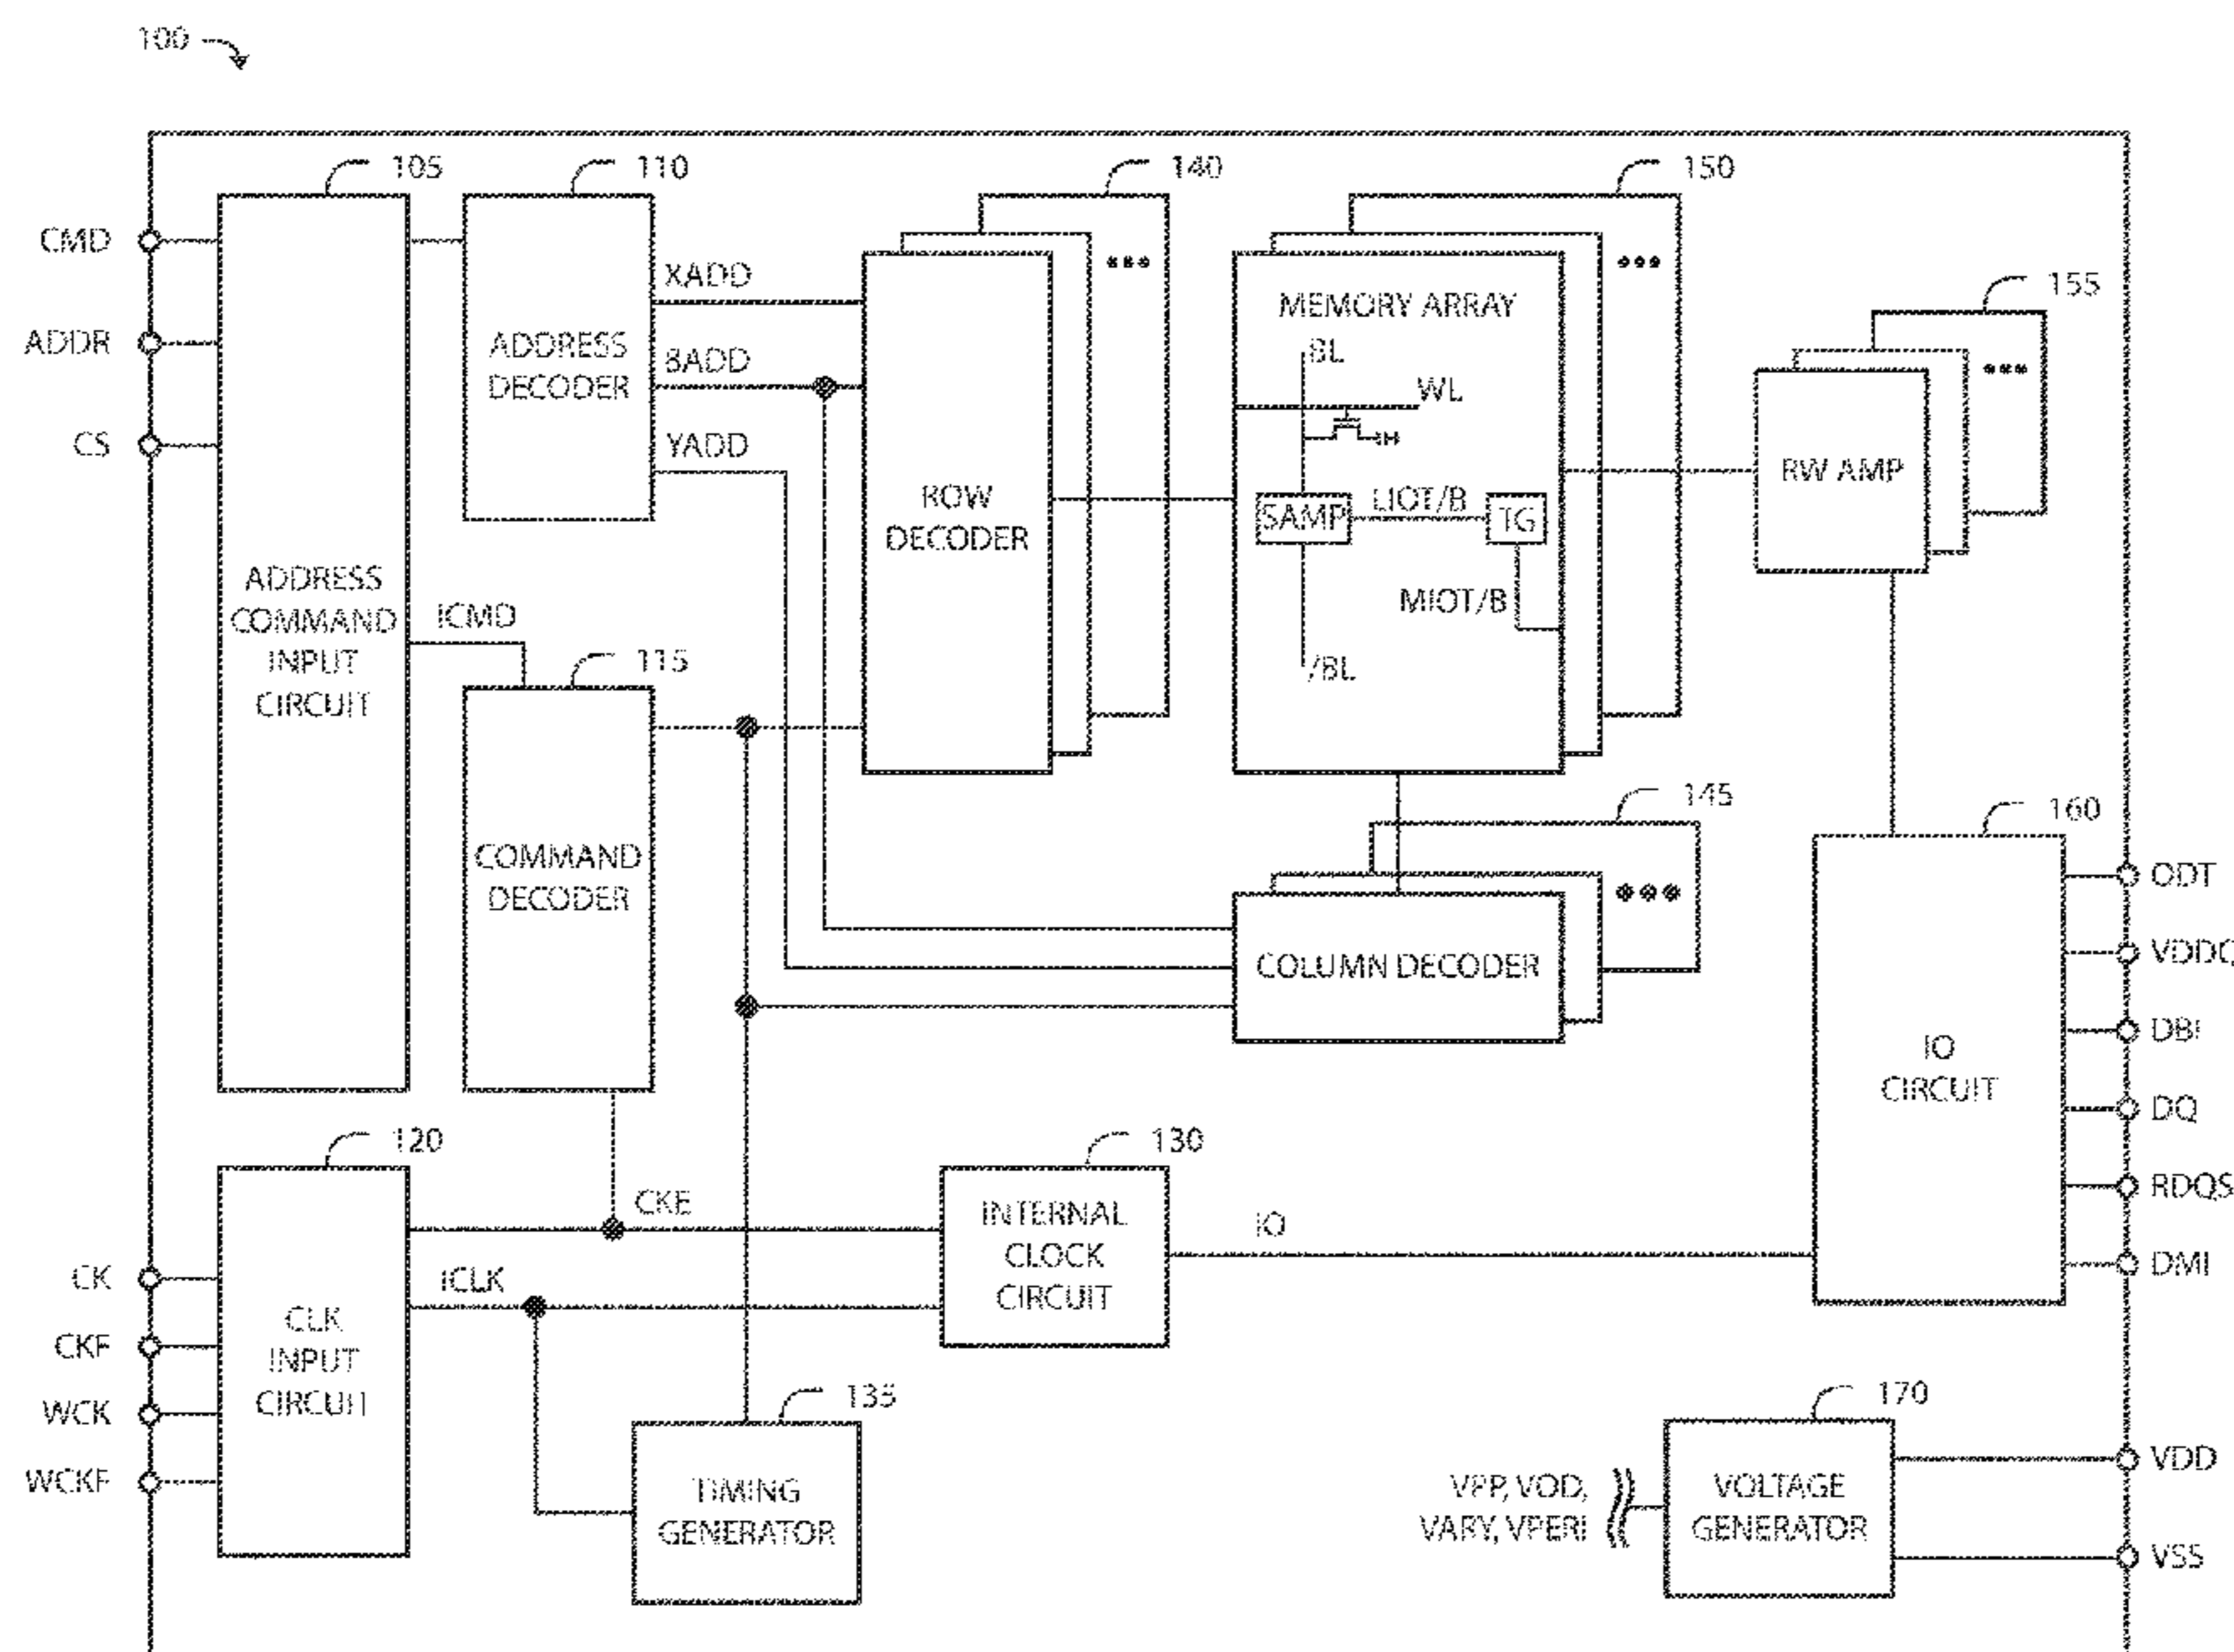 100
105
110
140
150
155
CMD
ADDR
CS
ADDRESS
COMMAND
INPUT
CIRCUIT
ADDRESS
DECODER
XADD
BADD
YADD
ICMD
115
COMMAND
DECODER
ROW
DECODER
•••
MEMORY ARRAY
BL
WL
SAMP
LIOT/B
TG
MIOT/B
/BL
•••
RW AMP
•••
145
COLUMN DECODER
•••
160
IO
CIRCUIT
ODT
DBI
DQ
RDQS
DMI
120
CLK
INPUT
CIRCUIT
CK
CKF
WCK
WCKF
CKE
ICLK
130
INTERNAL
CLOCK
CIRCUIT
IO
135
TIMING
GENERATOR
170
VOLTAGE
GENERATOR
VPP, VOD,
VARY, VPERI
VDD
VSS